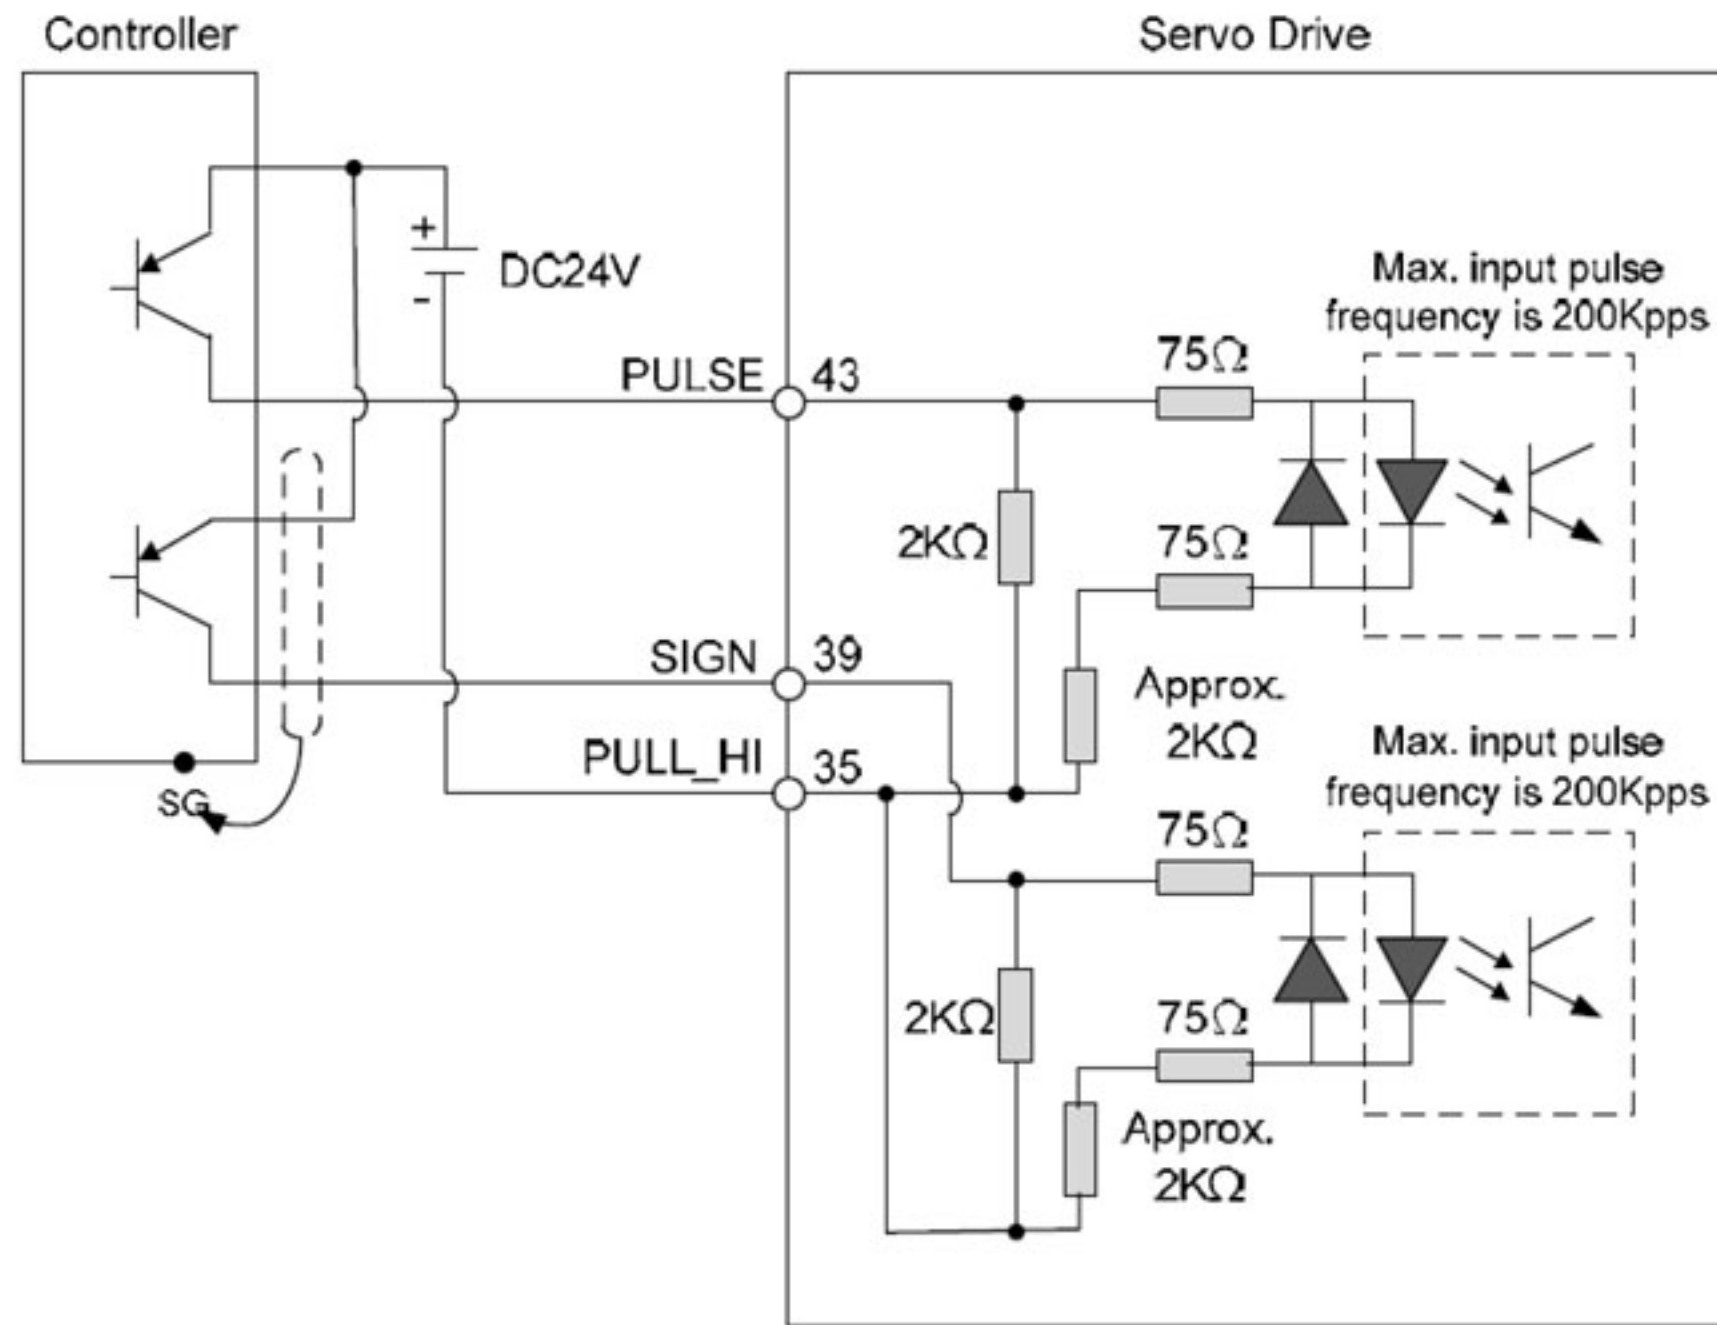 Controller
Servo Drive
+
DC24V
-
Max. input pulse
frequency is 200Kpps
PULSE
43
75Ω
2KΩ
75Ω
SIGN
39
Approx.
2KΩ
PULL_HI
35
SG
Max. input pulse
frequency is 200Kpps
75Ω
2KΩ
75Ω
Approx.
2KΩ